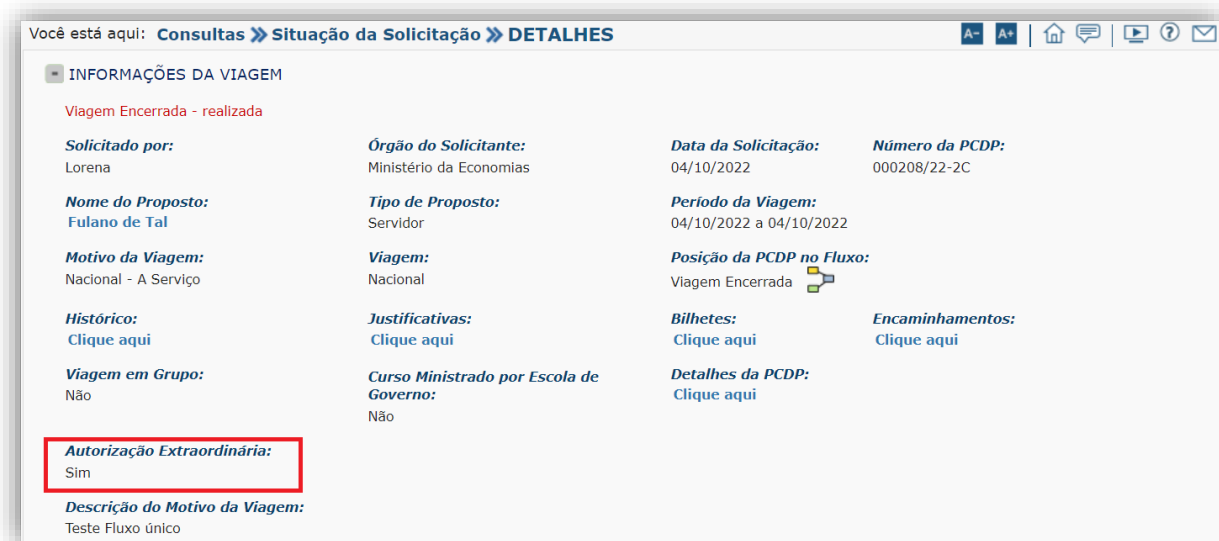 Você está aqui: Consultas » Situação da Solicitação » DETALHES A- A+ | | ?
- INFORMAÇÕES DA VIAGEM
Viagem Encerrada - realizada
Solicitado por: Órgão do Solicitante: Data da Solicitação: Número da PCDP:
Lorena Ministério da Economias 04/10/2022 000208/22-2C
Nome do Proposto: Tipo de Proposto: Período da Viagem:
Fulano de Tal Servidor 04/10/2022 a 04/10/2022
Motivo da Viagem: Viagem: Posição da PCDP no Fluxo:
Nacional - A Serviço Nacional Viagem Encerrada
Histórico: Justificativas: Bilhetes: Encaminhamentos:
Clique aqui Clique aqui Clique aqui Clique aqui
Viagem em Grupo: Curso Ministrado por Escola de Detalhes da PCDP:
Não Governo: Clique aqui
Não
Autorização Extraordinária:
Sim
Descrição do Motivo da Viagem:
Teste Fluxo único